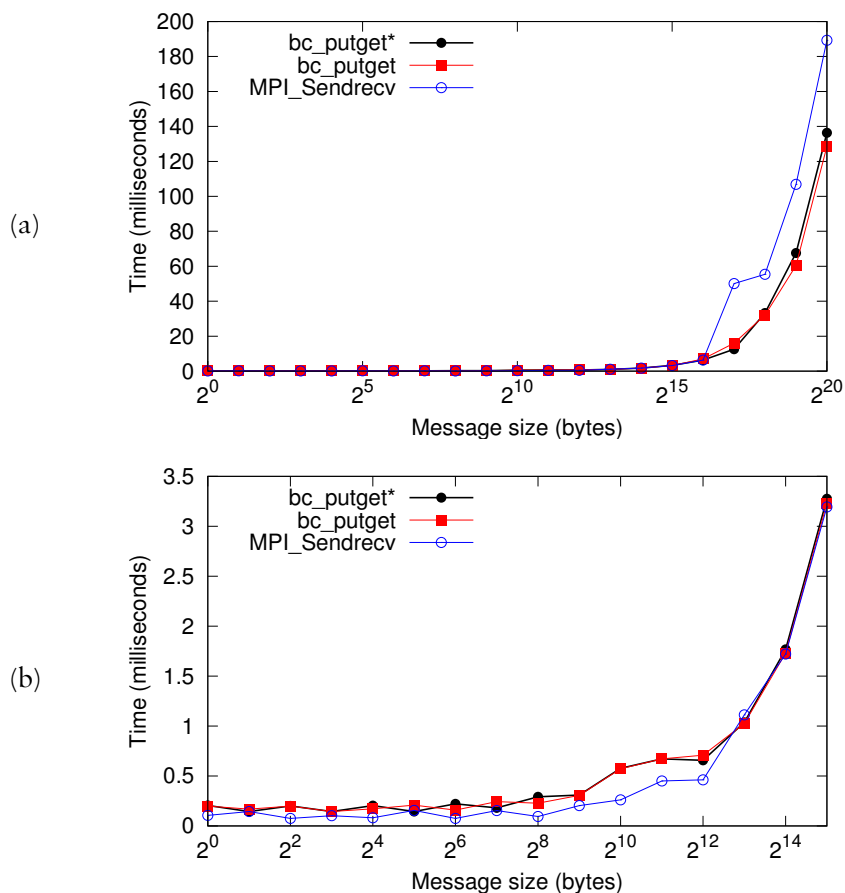 (a)
Time (milliseconds)
200
180
160
140
120
100
80
60
40
20
0
bc_putget*
bc_putget
MPI_Sendrecv
2^0 2^5 2^10 2^15 2^20
Message size (bytes)
(b)
Time (milliseconds)
3.5
3
2.5
2
1.5
1
0.5
0
bc_putget*
bc_putget
MPI_Sendrecv
2^0 2^2 2^4 2^6 2^8 2^10 2^12 2^14
Message size (bytes)